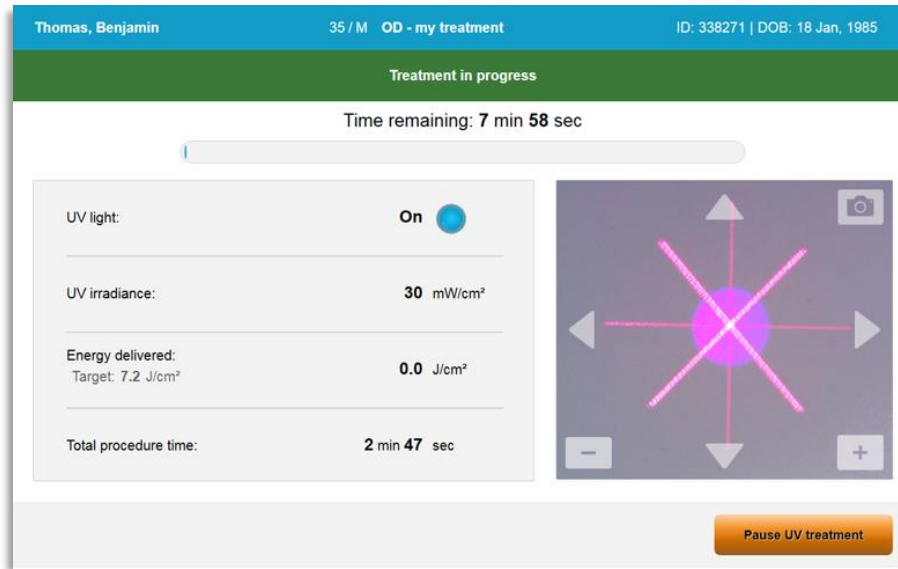 Thomas, Benjamin 35 / M OD - my treatment ID: 338271 | DOB: 18 Jan, 1985
Treatment in progress
Time remaining: 7 min 58 sec
UV light: On
UV irradiance: 30 mW/cm²
Energy delivered:
Target: 7.2 J/cm² 0.0 J/cm²
Total procedure time: 2 min 47 sec
Pause UV treatment